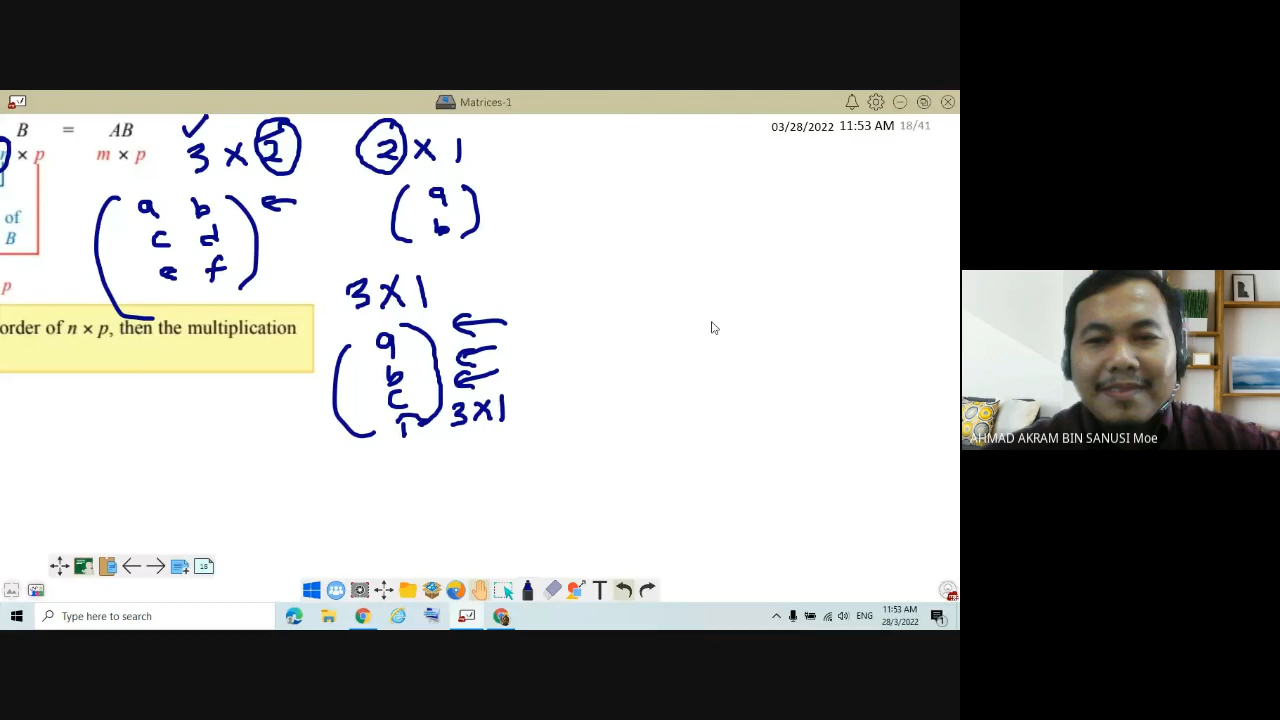 Matrices-1
03/28/2022 11:53 AM 18/41
B = AB
n × p m × p
3 × 2 2 × 1
a b
c d
e f
a
b
of
B
p
3 × 1
order of n × p, then the multiplication
a
b
c
3 × 1
1
AHMAD AKRAM BIN SANUSI Moe
18
T
Type here to search
ENG
11:53 AM
28/3/2022
1